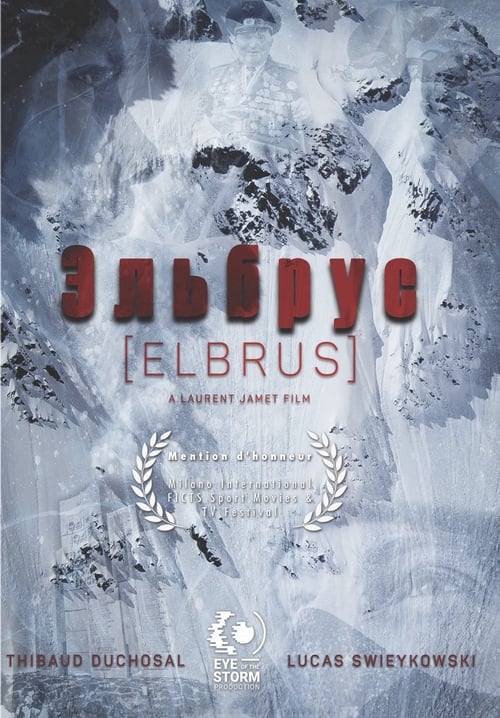 Эльбрус
[ELBRUS]
A LAURENT JAMET FILM
Mention d'honneur
Milano International
FICTS Sport Movies &
TV Festival
THIBAUD DUCHOSAL
EYE OF THE
STORM
PRODUCTION
LUCAS SWIEYKOWSKI